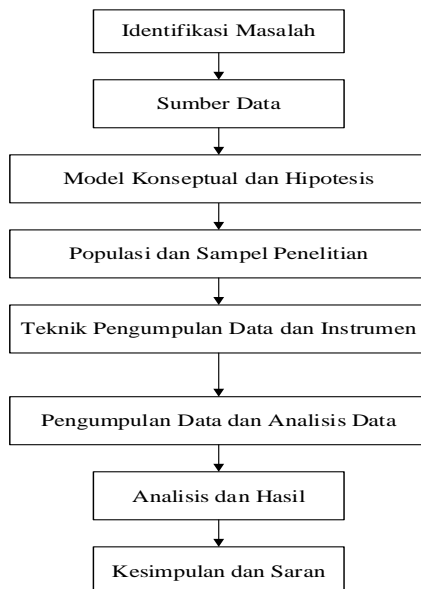 Identifikasi Masalah
Sumber Data
Model Konseptual dan Hipotesis
Populasi dan Sampel Penelitian
Teknik Pengumpulan Data dan Instrumen
Pengumpulan Data dan Analisis Data
Analisis dan Hasil
Kesimpulan dan Saran